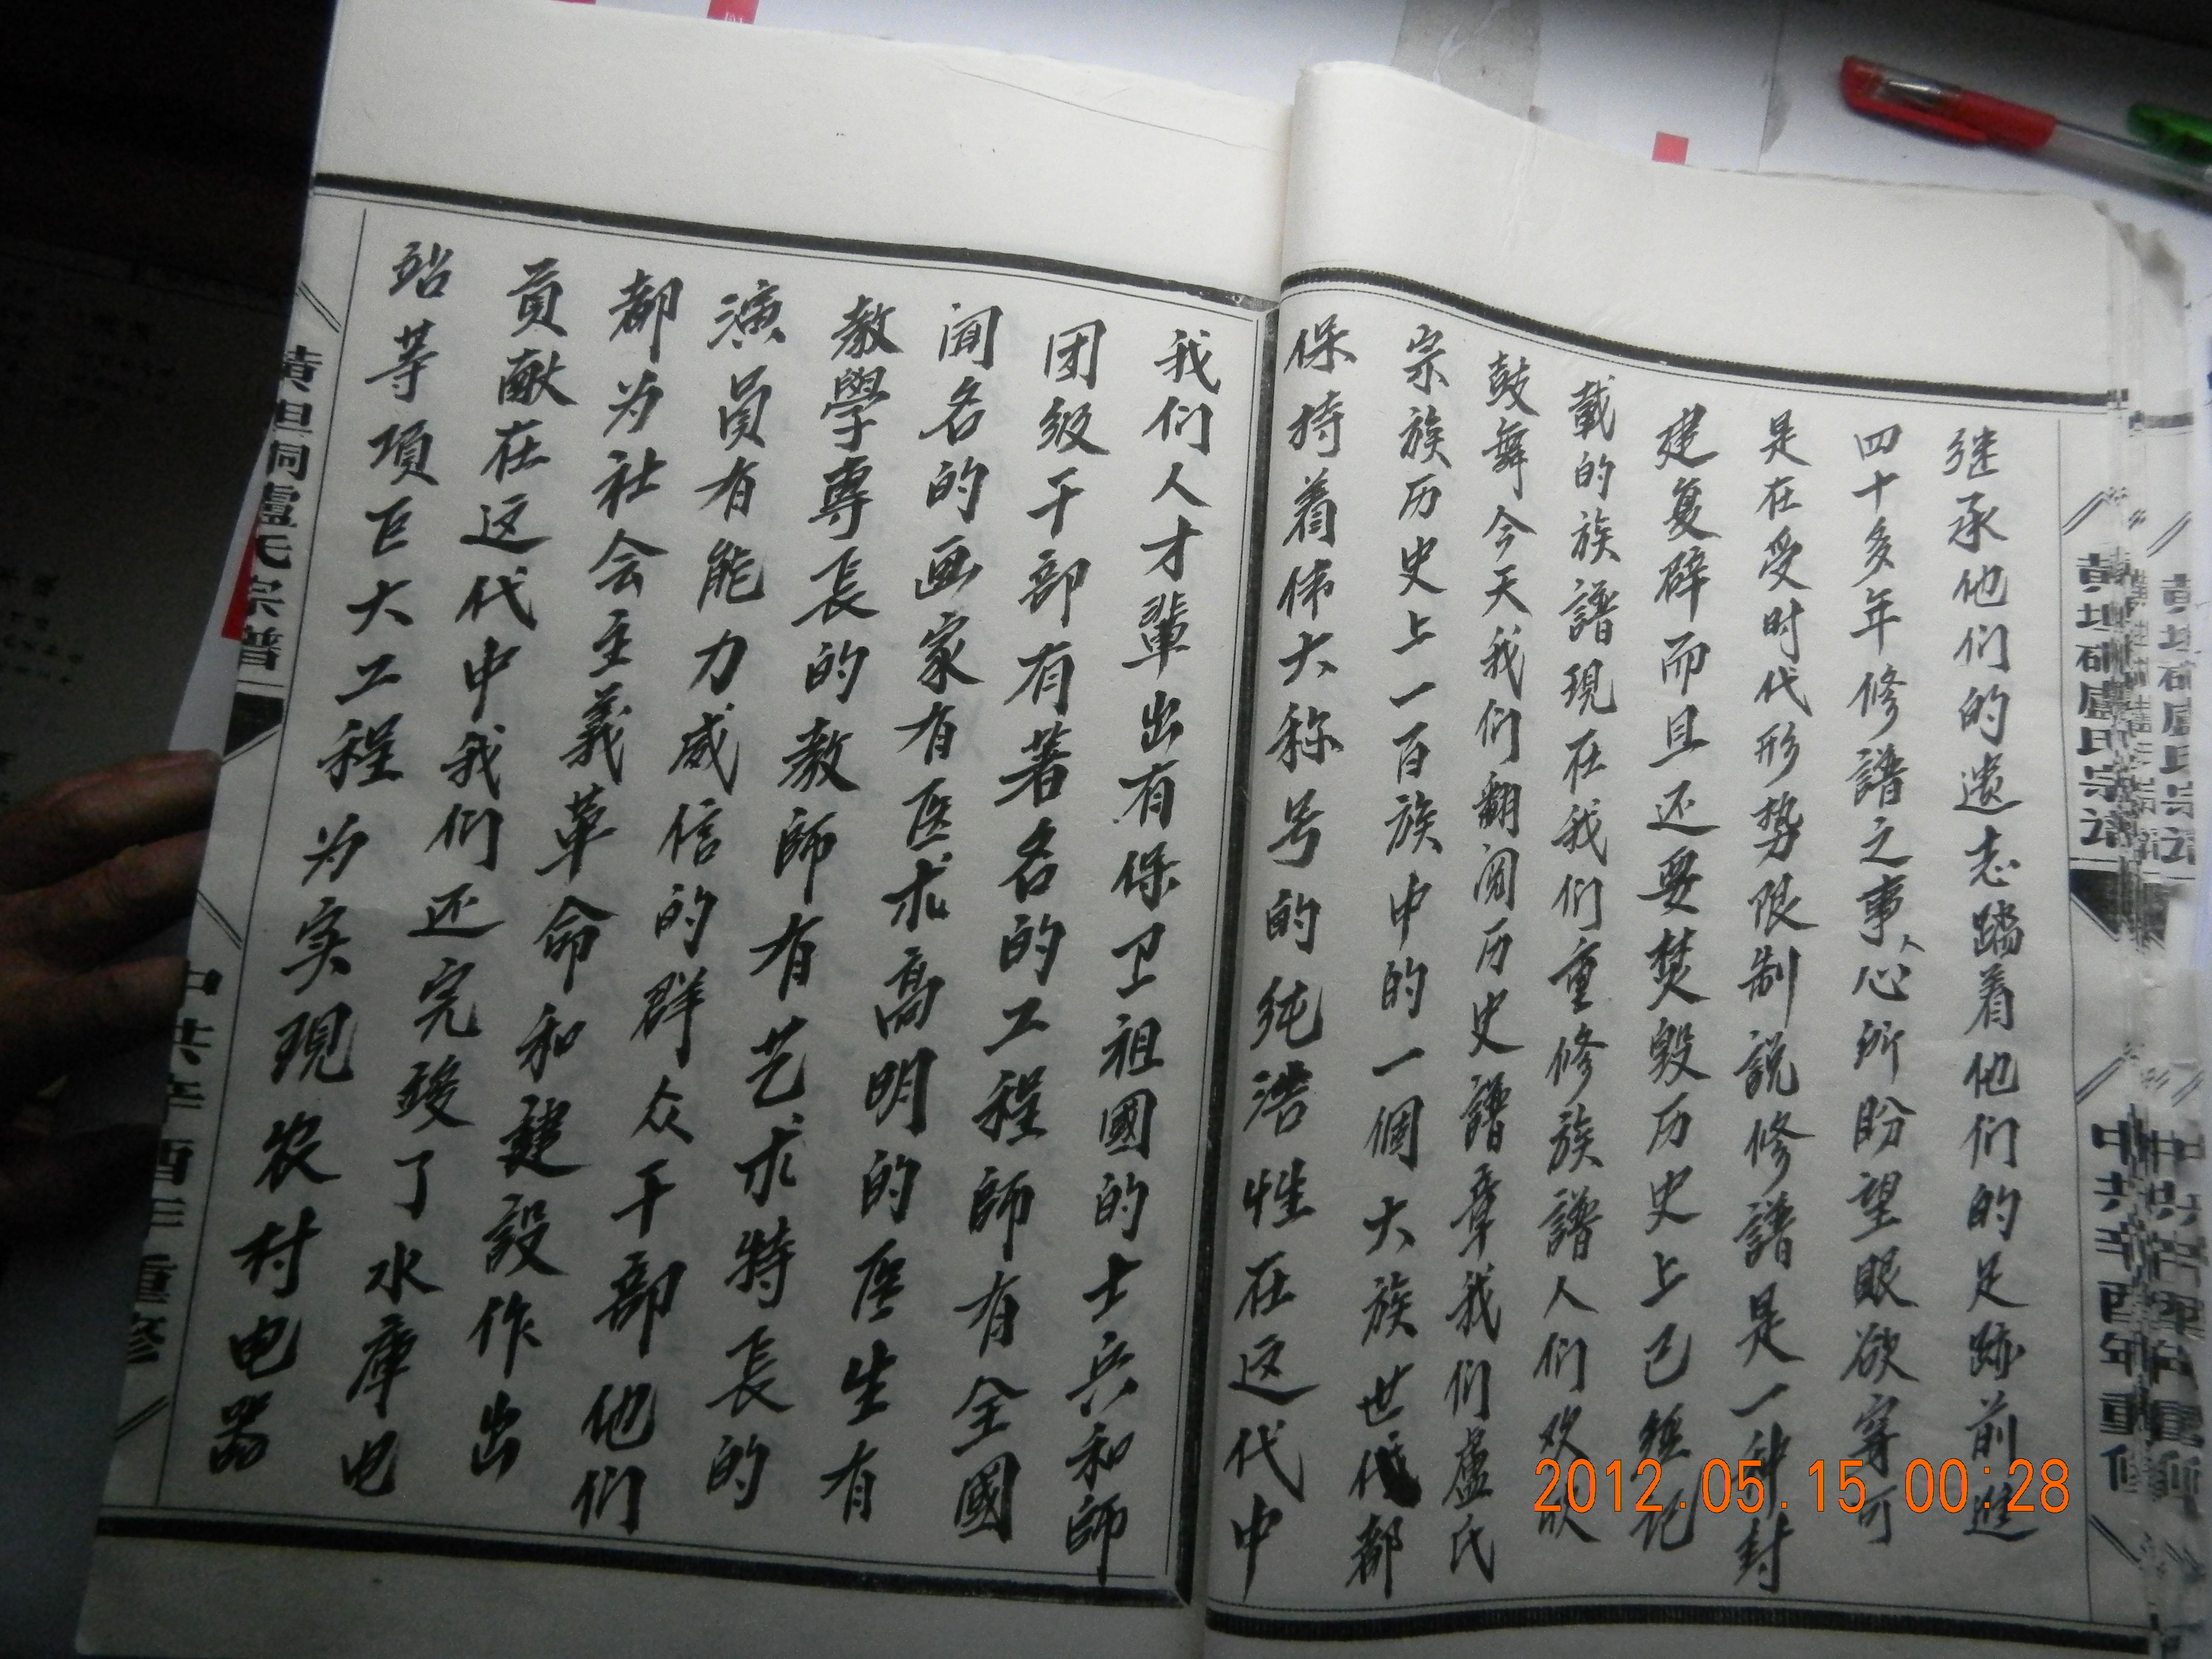 继承他们的遗志踏着他们的足跡前进
四十多年修譜之事人心所盼望眼欲穿可
是在受时代形势限制説修譜是一种封
建复辟而且还要焚毁历史上已经记
載的族譜現在我们重修族譜人们欢欣
鼓舞今天我们翻阅历史譜章我们盧氏
宗族历史上一百族中的一個大族世代都
保持着伟大称号的纯洁性在这代中
我们人才輩出有保卫祖國的士兵和師
团级干部有著名的工程師有全國
闻名的画家有医术高明的医生有
教學專長的教師有艺术特長的
演员有能力威信的群众干部他们
都为社会主義革命和建設作出
貢献在这代中我们还完竣了水库电
站等項巨大工程为实現农村电器
黄坦硐盧氏宗譜
中共辛酉年重修
黄坦硐盧氏宗譜
中共辛酉年重修
2012.05.15 00:28